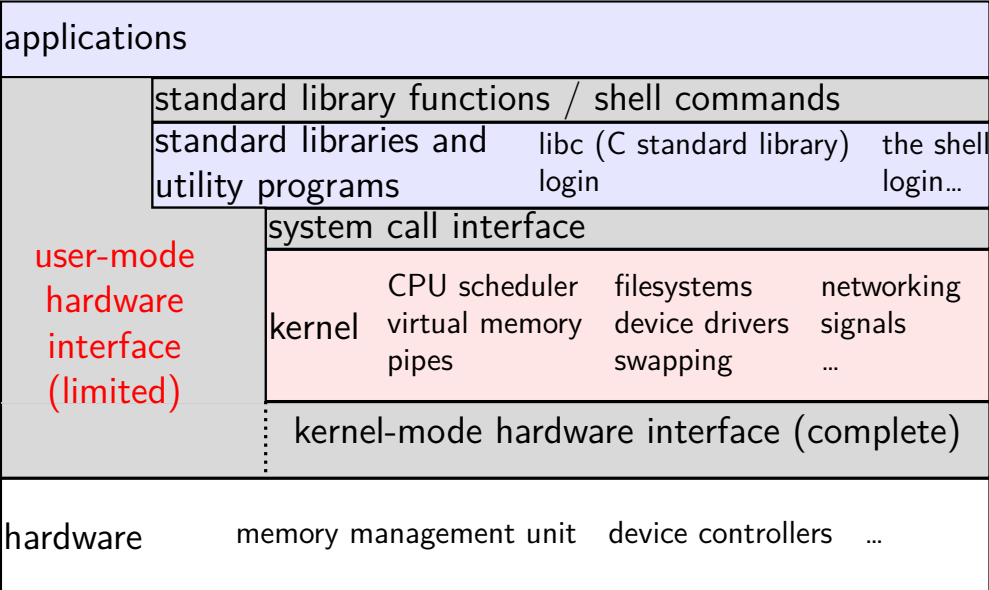 applications
standard library functions / shell commands
standard libraries and
utility programs
libc (C standard library)
login
the shell
login…
system call interface
user-mode
hardware
interface
(limited)
kernel
CPU scheduler
virtual memory
pipes
filesystems
device drivers
swapping
networking
signals
…
kernel-mode hardware interface (complete)
hardware
memory management unit
device controllers
…